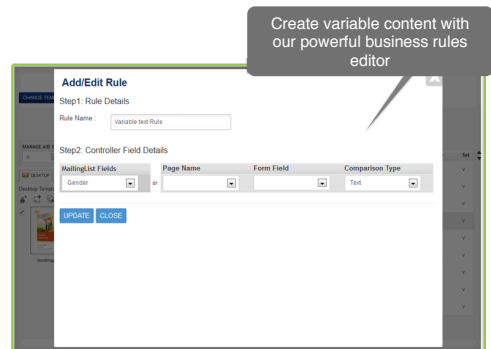 Create variable content with
our powerful business rules
editor
Add/Edit Rule
Step1: Rule Details
CHANGE TEM
Rule Name :
Variable text Rule
MANAGE A/B
Step2: Controller Field Details
Set
A
MailingList Fields Page Name Form Field Comparison Type
DESKTOP
Gender or Text
Desktop Templ
UPDATE CLOSE